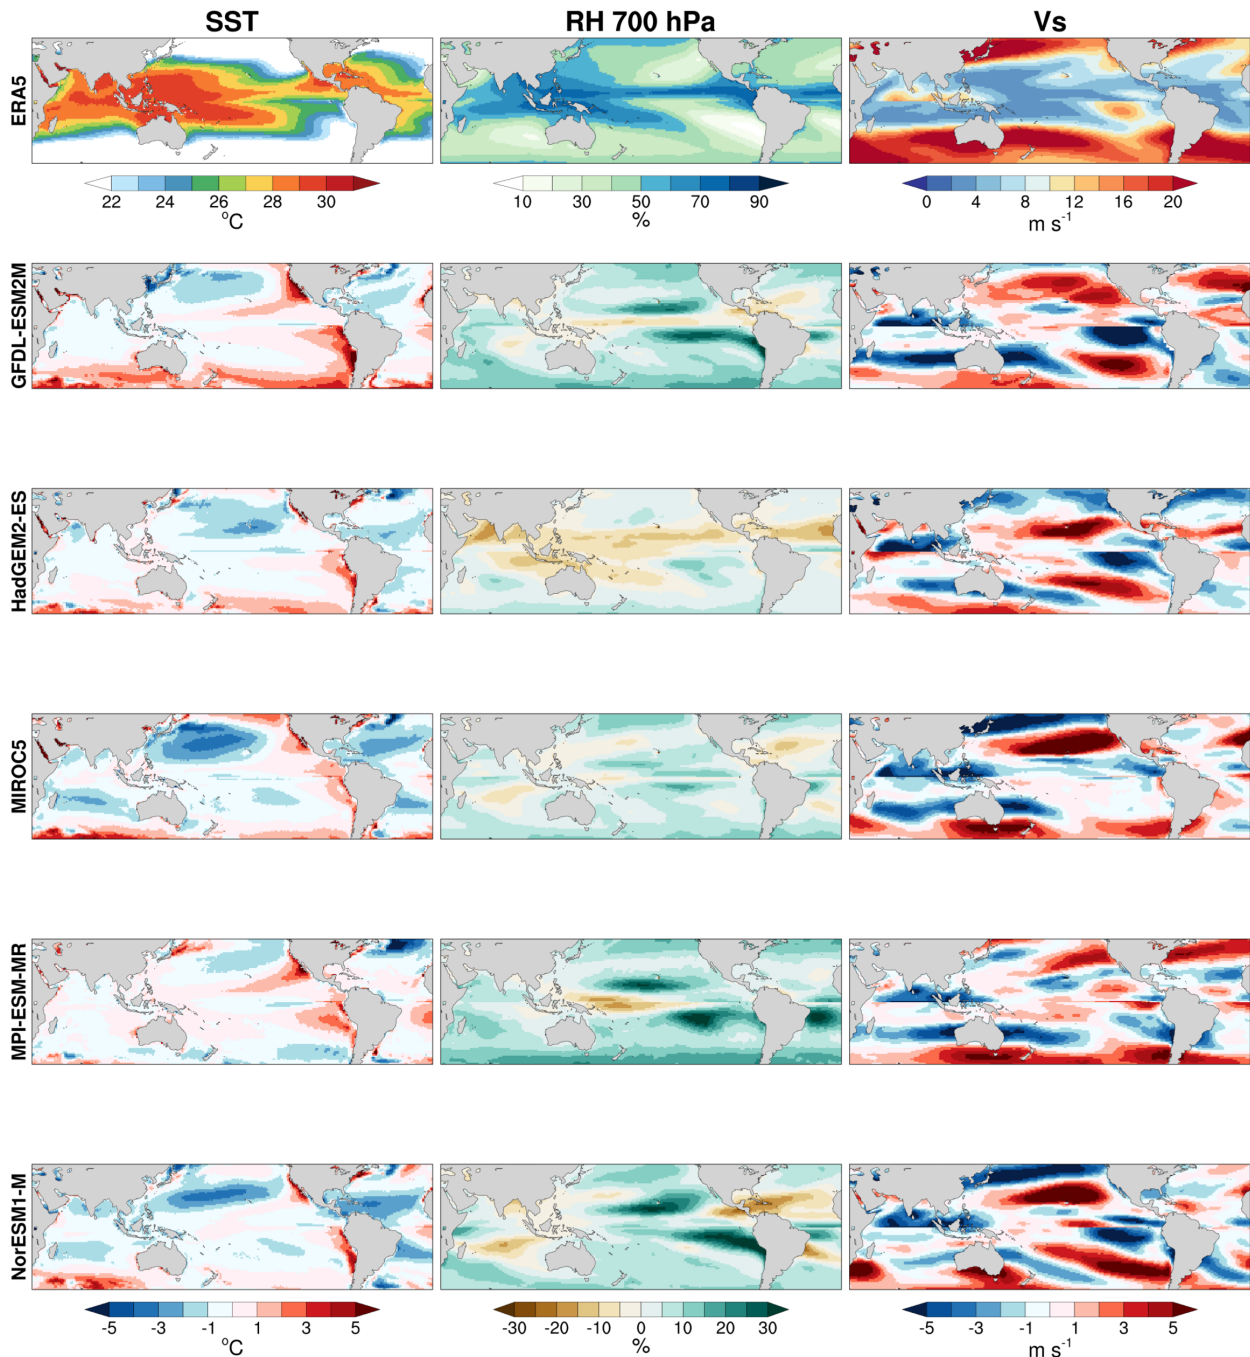 SST RH 700 hPa Vs
ERA5
22 24 26 28 30
°C
10 30 50 70 90
%
0 4 8 12 16 20
m s⁻¹
GFDL-ESM2M
HadGEM2-ES
MIROC5
MPI-ESM-MR
NorESM1-M
-5 -3 -1 1 3 5
°C
-30 -20 -10 0 10 20 30
%
-5 -3 -1 1 3 5
m s⁻¹